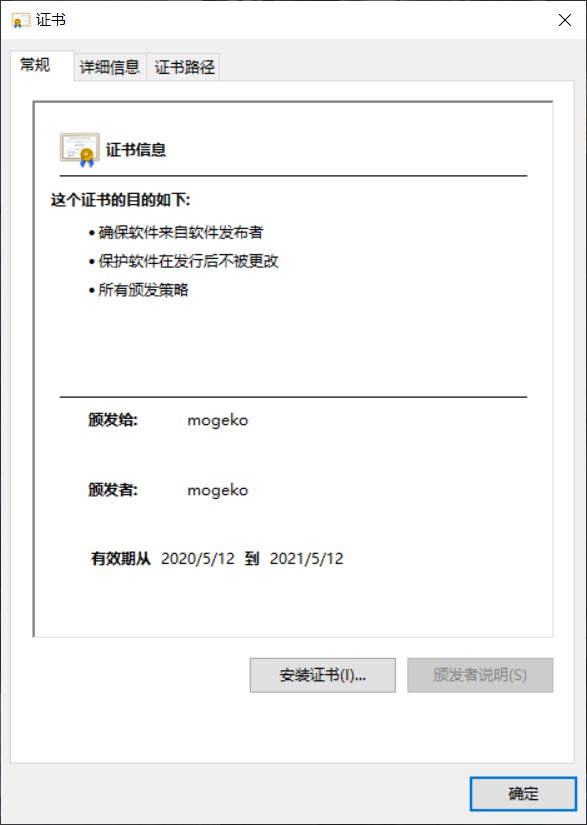 证书
常规 详细信息 证书路径
证书信息
这个证书的目的如下:
• 确保软件来自软件发布者
• 保护软件在发行后不被更改
• 所有颁发策略
颁发给: mogeko
颁发者: mogeko
有效期从 2020/5/12 到 2021/5/12
安装证书(I)... 颁发者说明(S)
确定